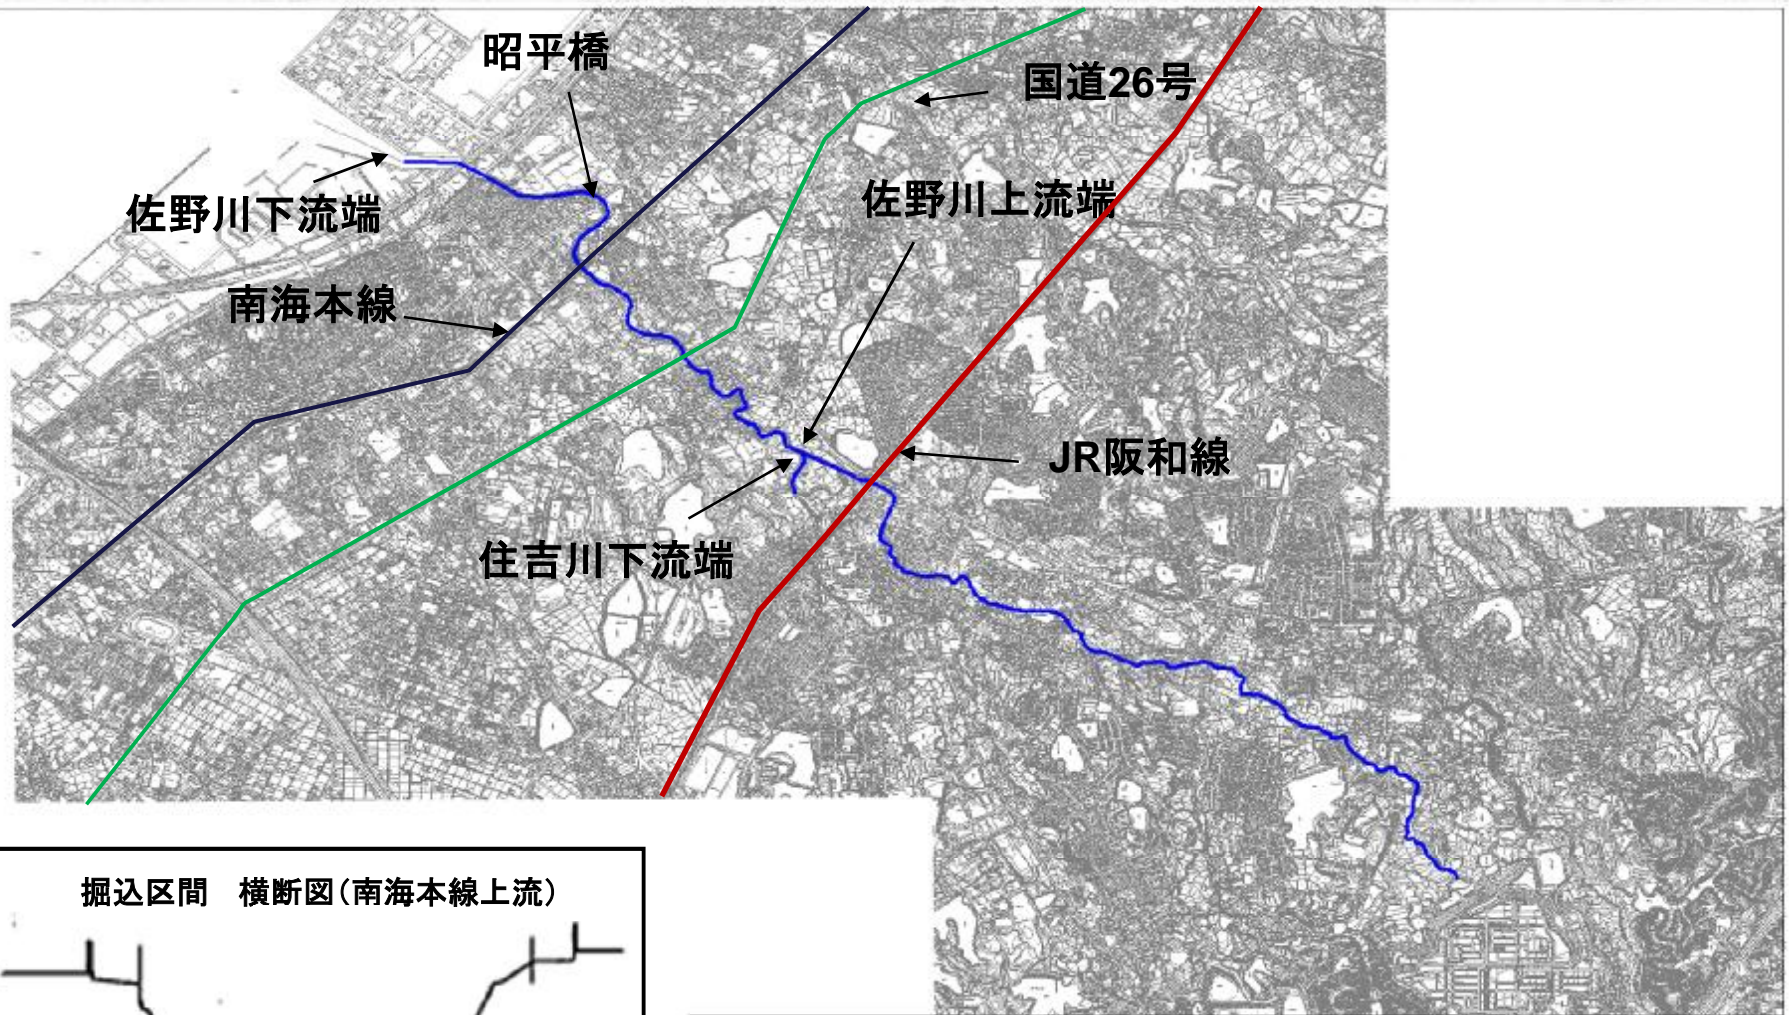 昭平橋
国道26号
佐野川上流端
佐野川下流端
南海本線
JR阪和線
住吉川下流端
掘込区間　横断図(南海本線上流)